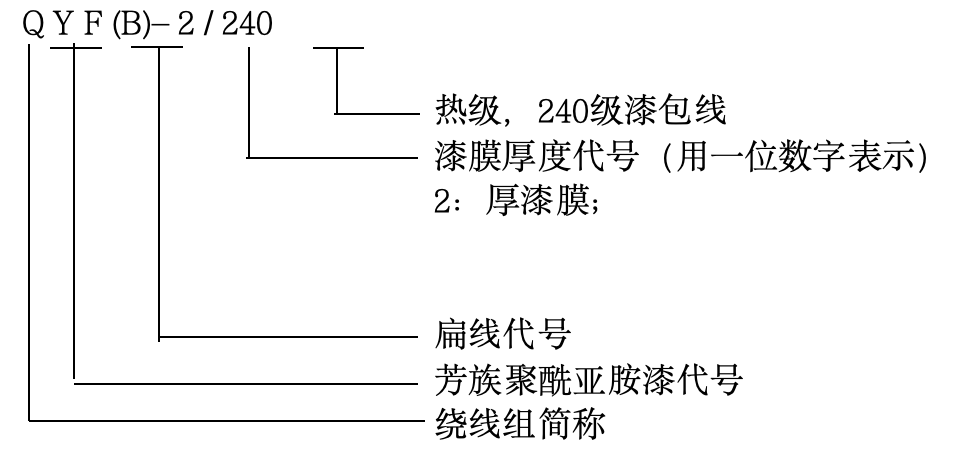 QYF(B)－2/240
热级，240级漆包线
漆膜厚度代号（用一位数字表示）
2：厚漆膜；
扁线代号
芳族聚酰亚胺漆代号
绕线组简称